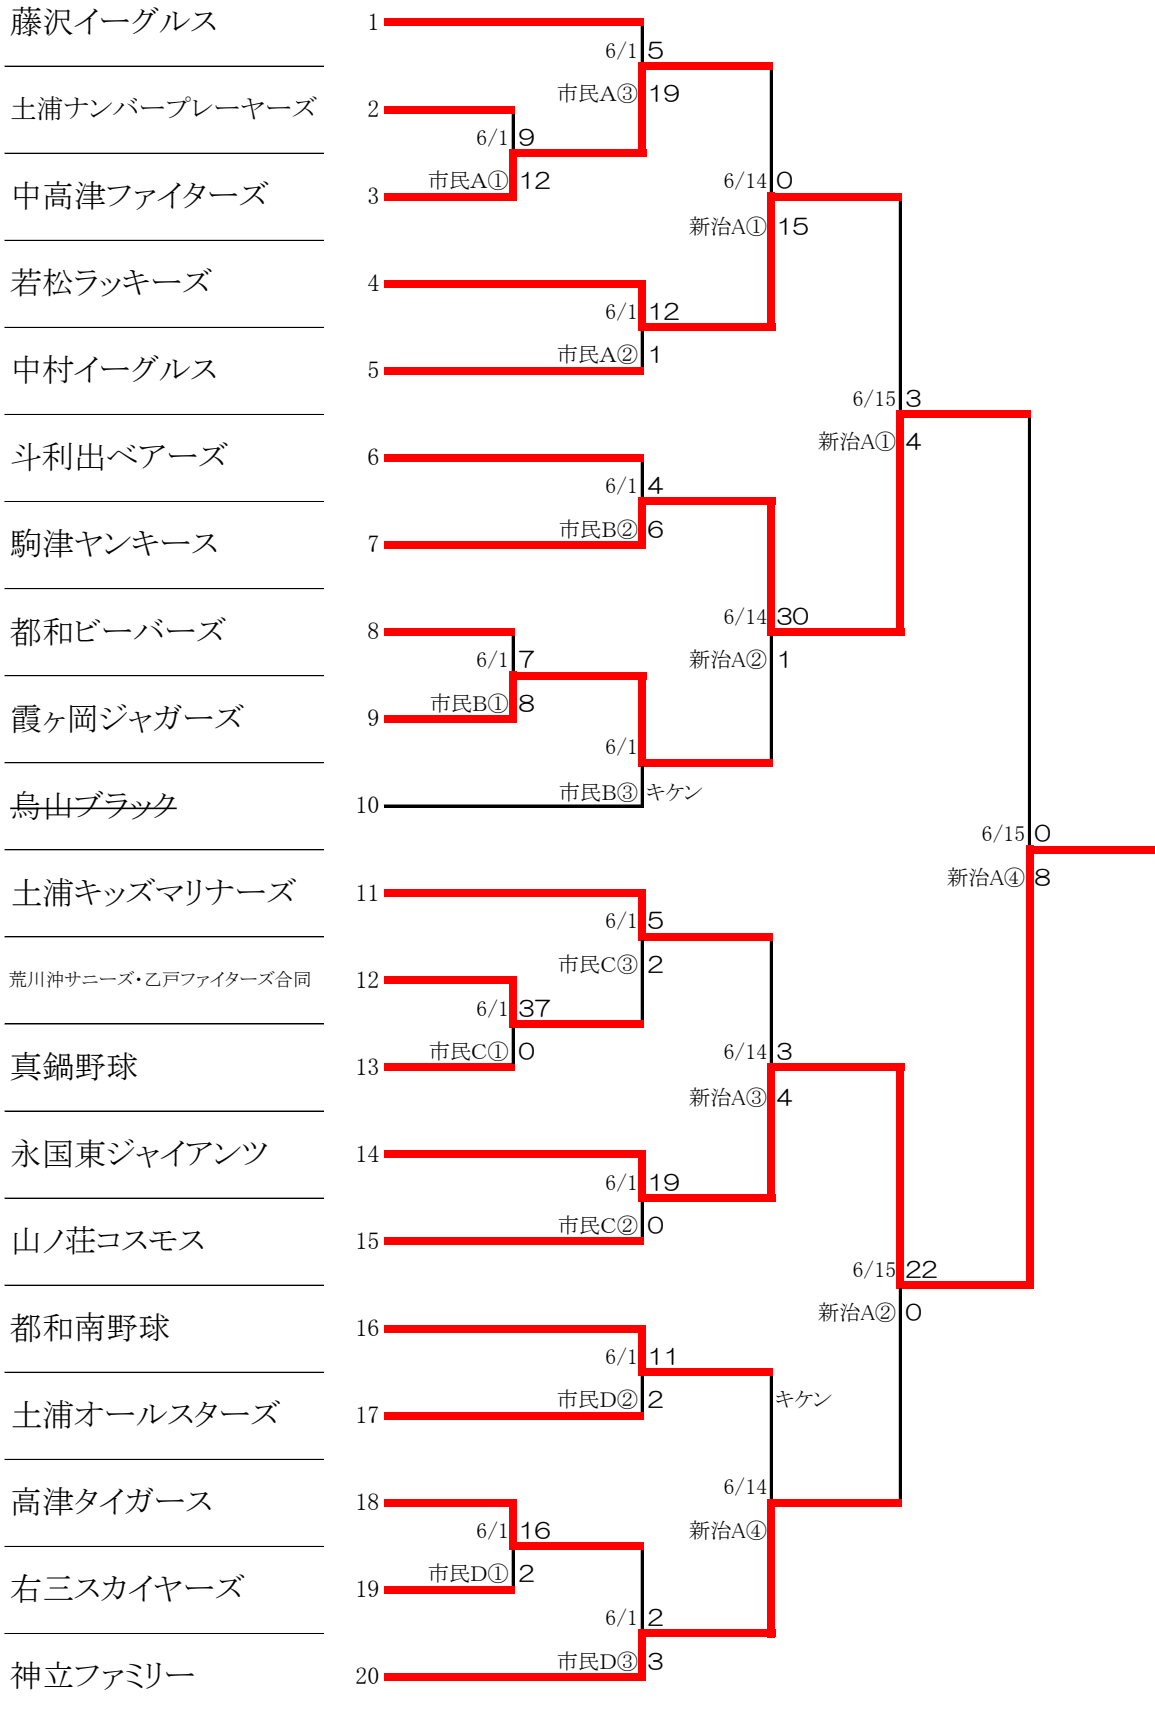 藤沢イーグルス 1
6/1 5
土浦ナンバープレーヤーズ 2 市民A③ 19
6/1 9
中高津ファイターズ 3 市民A① 12 6/14 0
新治A① 15
若松ラッキーズ 4
6/1 12
中村イーグルス 5 市民A② 1
6/15 3
新治A① 4
斗利出ベアーズ 6
6/1 4
駒津ヤンキース 7 市民B② 6
6/14 30
都和ビーバーズ 8
6/1 7 新治A② 1
霞ヶ岡ジャガーズ 9 市民B① 8
6/1
烏山ブラック 10 市民B③ キケン
6/15 0
新治A④ 8
土浦キッズマリナーズ 11
6/1 5
市民C③ 2
荒川沖サニーズ・乙戸ファイターズ合同 12
6/1 37
真鍋野球 13 市民C① 0 6/14 3
新治A③ 4
永国東ジャイアンツ 14
6/1 19
山ノ荘コスモス 15 市民C② 0
6/15 22
新治A② 0
都和南野球 16
6/1 11
土浦オールスターズ 17 市民D② 2 キケン
6/14
高津タイガース 18
6/1 16 新治A④
右三スカイヤーズ 19 市民D① 2
6/1 2
神立ファミリー 20 市民D③ 3